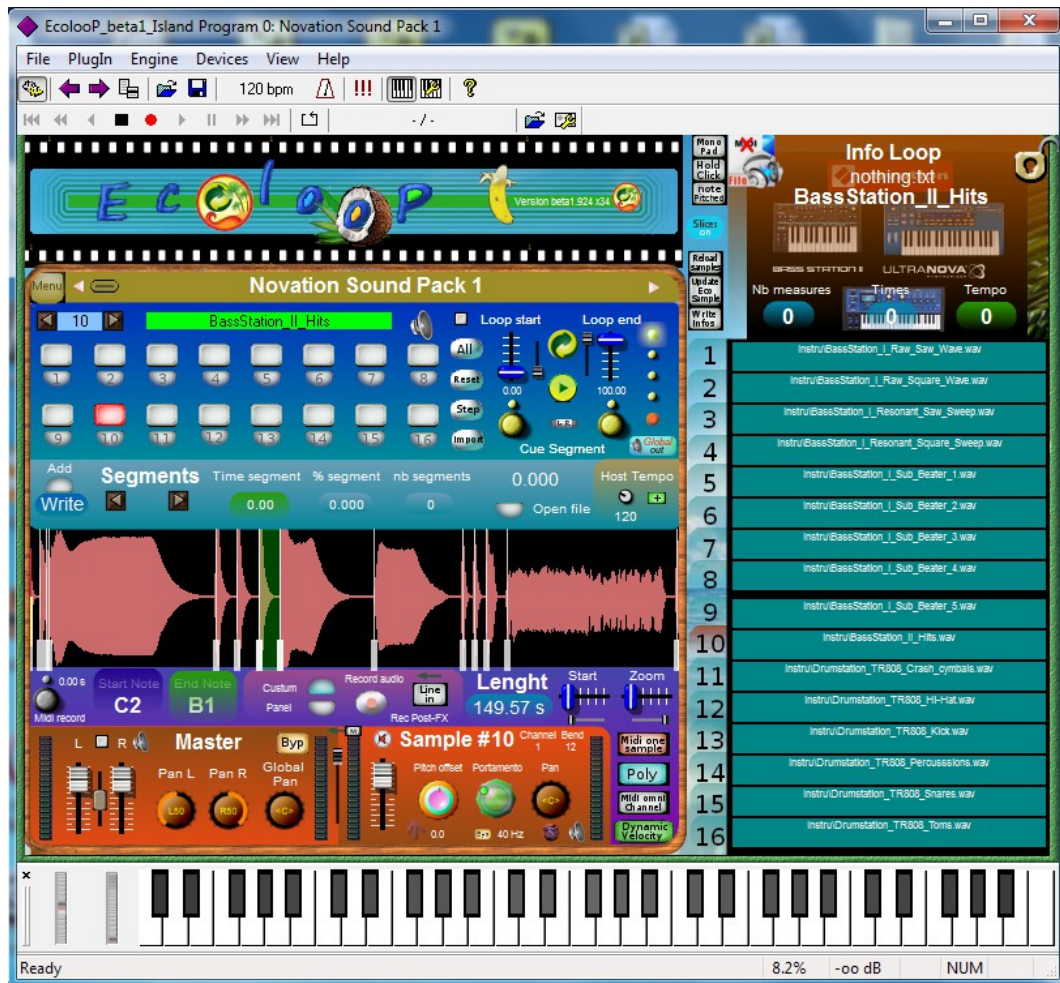 EcolooP_beta1_Island Program 0: Novation Sound Pack 1
File PlugIn Engine Devices View Help
120 bpm
- / -
EcolooP
Version beta1.924 x34
Mono Pad
Hold Click
note Pitched
Slices on
Reload samples
Update Eco Sample
Write Infos
MIDI
File
Info Loop
nothing.txt
BassStation_II_Hits
BASS STATION II
ULTRANOVA
Nb measures Times Tempo
0 0 0
Menu
Novation Sound Pack 1
10
BassStation_II_Hits
Loop start Loop end
All
1 2 3 4 5 6 7 8
Reset
0.00 100.00
Step
L R
9 10 11 12 13 14 15 16
Import
Cue Segment
Global out
Add
Write
Segments
Time segment % segment nb segments
0.00 0.000 0
0.000
Open file
Host Tempo
120
0.00 s
Midi record
Start Note
C2
End Note
B1
Custum
Panel
Record audio
Line in
Rec Post-FX
Lenght
149.57 s
Start Zoom
L R
Master
Byp
Pan L Pan R Global Pan
L50 R50 <C>
M
Sample #10
Channel Bend
1 12
Pitch offset Portamento Pan
<C>
0.0
Byp
40 Hz
Midi one sample
Poly
Midi omni Channel
Dynamic Velocity
1 Instru\BassStation_I_Raw_Saw_Wave.wav
2 Instru\BassStation_I_Raw_Square_Wave.wav
3 Instru\BassStation_I_Resonant_Saw_Sweep.wav
4 Instru\BassStation_I_Resonant_Square_Sweep.wav
5 Instru\BassStation_I_Sub_Beater_1.wav
6 Instru\BassStation_I_Sub_Beater_2.wav
7 Instru\BassStation_I_Sub_Beater_3.wav
8 Instru\BassStation_I_Sub_Beater_4.wav
9 Instru\BassStation_I_Sub_Beater_5.wav
10 Instru\BassStation_II_Hits.wav
11 Instru\Drumstation_TR808_Crash_cymbals.wav
12 Instru\Drumstation_TR808_Hi-Hat.wav
13 Instru\Drumstation_TR808_Kick.wav
14 Instru\Drumstation_TR808_Percusssions.wav
15 Instru\Drumstation_TR808_Snares.wav
16 Instru\Drumstation_TR808_Toms.wav
Ready
8.2% -oo dB NUM